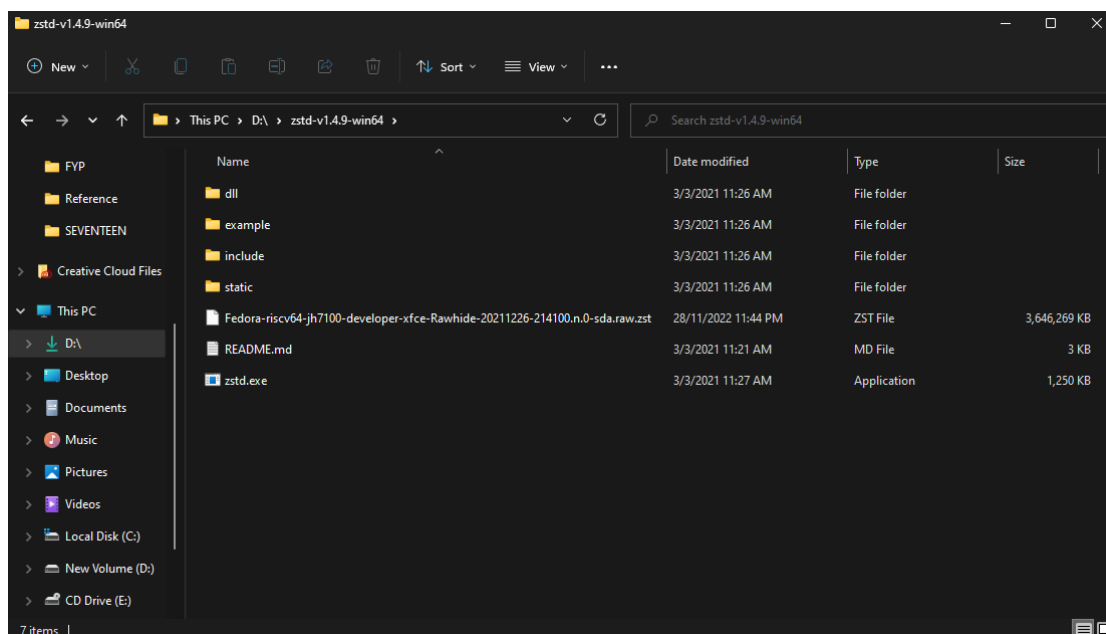 zstd-v1.4.9-win64
New Sort View
This PC > D:\ > zstd-v1.4.9-win64 > Search zstd-v1.4.9-win64
FYP
Reference
SEVENTEEN
Creative Cloud Files
This PC
D:\
Desktop
Documents
Music
Pictures
Videos
Local Disk (C:)
New Volume (D:)
CD Drive (E:)
Name Date modified Type Size
dll 3/3/2021 11:26 AM File folder
example 3/3/2021 11:26 AM File folder
include 3/3/2021 11:26 AM File folder
static 3/3/2021 11:26 AM File folder
Fedora-riscv64-jh7100-developer-xfce-Rawhide-20211226-214100.n.0-sda.raw.zst 28/11/2022 11:44 PM ZST File 3,646,269 KB
README.md 3/3/2021 11:21 AM MD File 3 KB
zstd.exe 3/3/2021 11:27 AM Application 1,250 KB
7 items